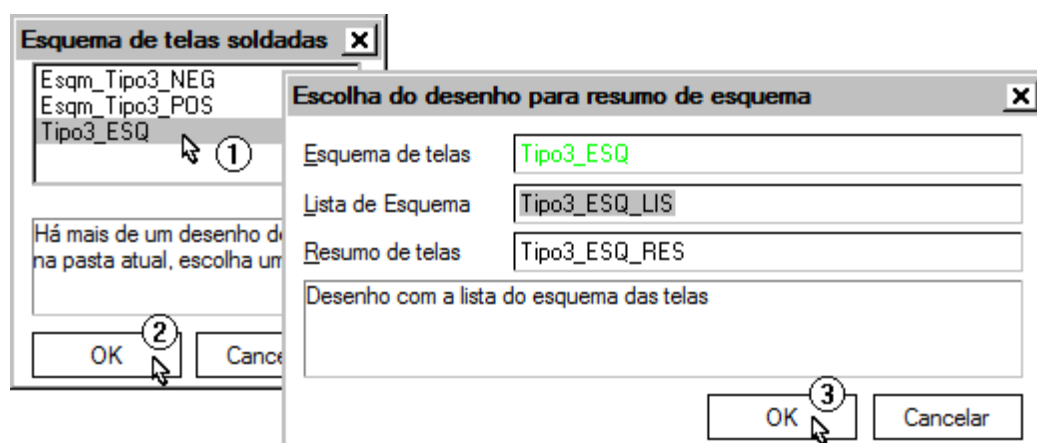 Esquema de telas soldadas
Esqm_Tipo3_NEG
Esqm_Tipo3_POS
Tipo3_ESQ
1
Há mais de um desenho d
na pasta atual, escolha um
2
OK
Cance
Escolha do desenho para resumo de esquema
Esquema de telas Tipo3_ESQ
Lista de Esquema Tipo3_ESQ_LIS
Resumo de telas Tipo3_ESQ_RES
Desenho com a lista do esquema das telas
3
OK
Cancelar